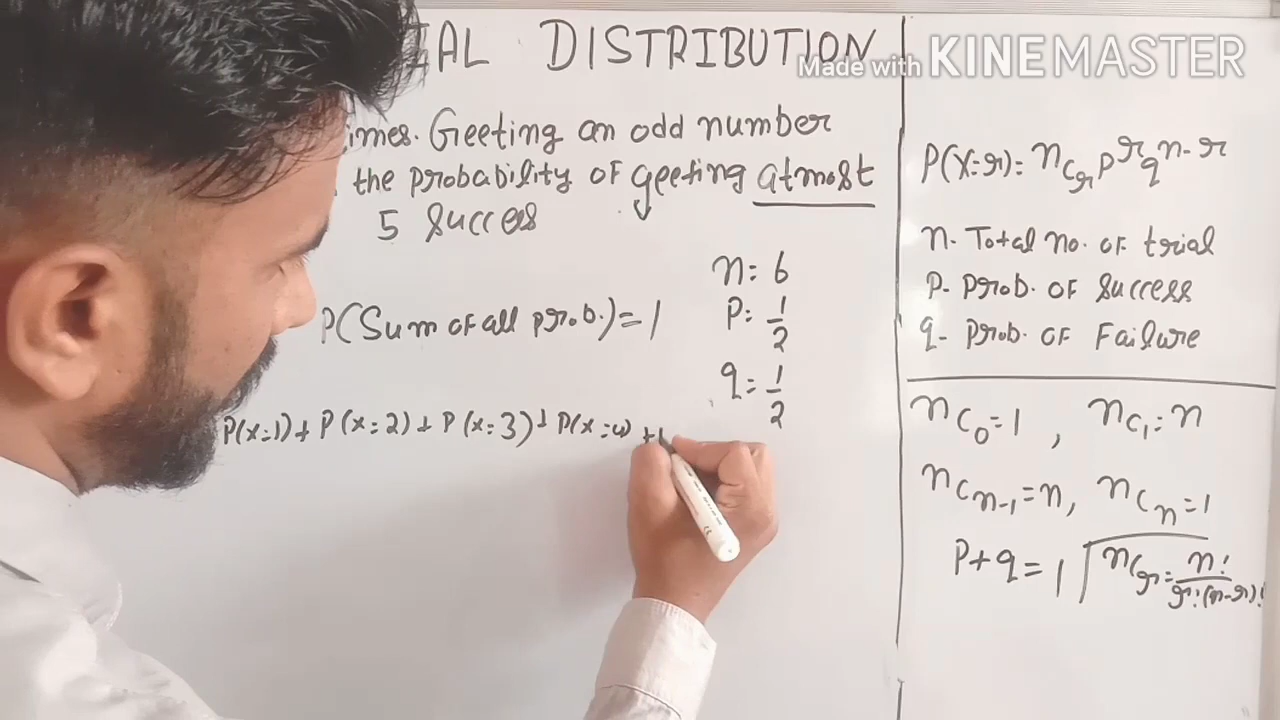 IAL DISTRIBUTION
Made with KINEMASTER
imes. Greeting an odd number
the probability of geeting atmost
5 Succes
n = 6
P(Sum of all prob.) = 1
P = 1/2
q = 1/2
P(x=1) + P(x=2) + P(x=3) + P(x=4) +
P(X=r) = nCr p^r q^n-r
n - Total no. of trial
P - Prob. of Success
q - Prob. of Failure
nC0 = 1 , nC1 = n
nCn-1 = n, nCn = 1
P + q = 1 nCr = n!/r!(n-r)!